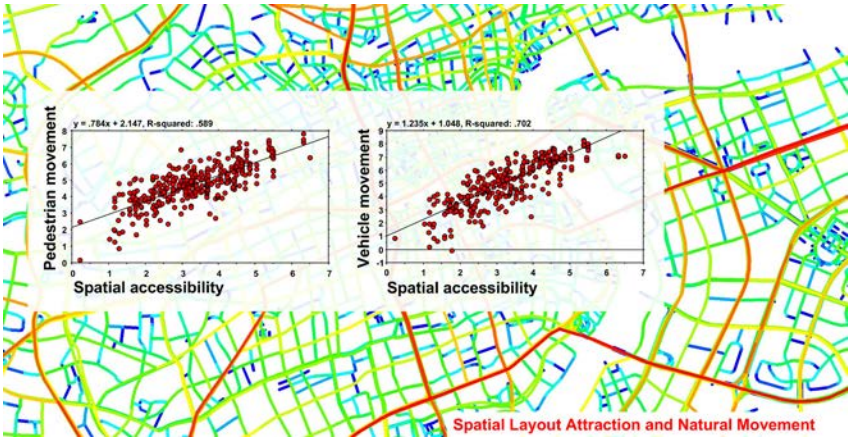 y = .784x + 2.147, R-squared: .589
Pedestrian movement
8
7
6
5
4
3
2
1
0
0 1 2 3 4 5 6 7
Spatial accessibility
y = 1.235x + 1.048, R-squared: .702
Vehicle movement
9
8
7
6
5
4
3
2
1
0
-1
0 1 2 3 4 5 6 7
Spatial accessibility
Spatial Layout Attraction and Natural Movement